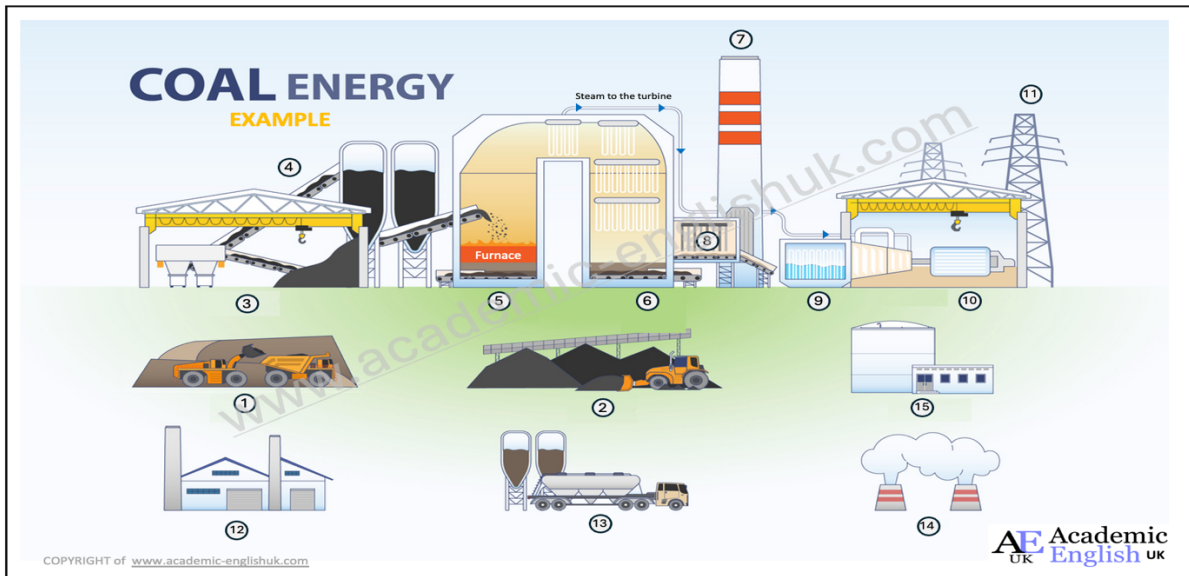 COAL ENERGY
EXAMPLE
Steam to the turbine
7
11
4
Furnace
8
3
5
6
9
10
1
2
15
12
13
14
www.academic-englishuk.com
COPYRIGHT of www.academic-englishuk.com
AE UK Academic English UK